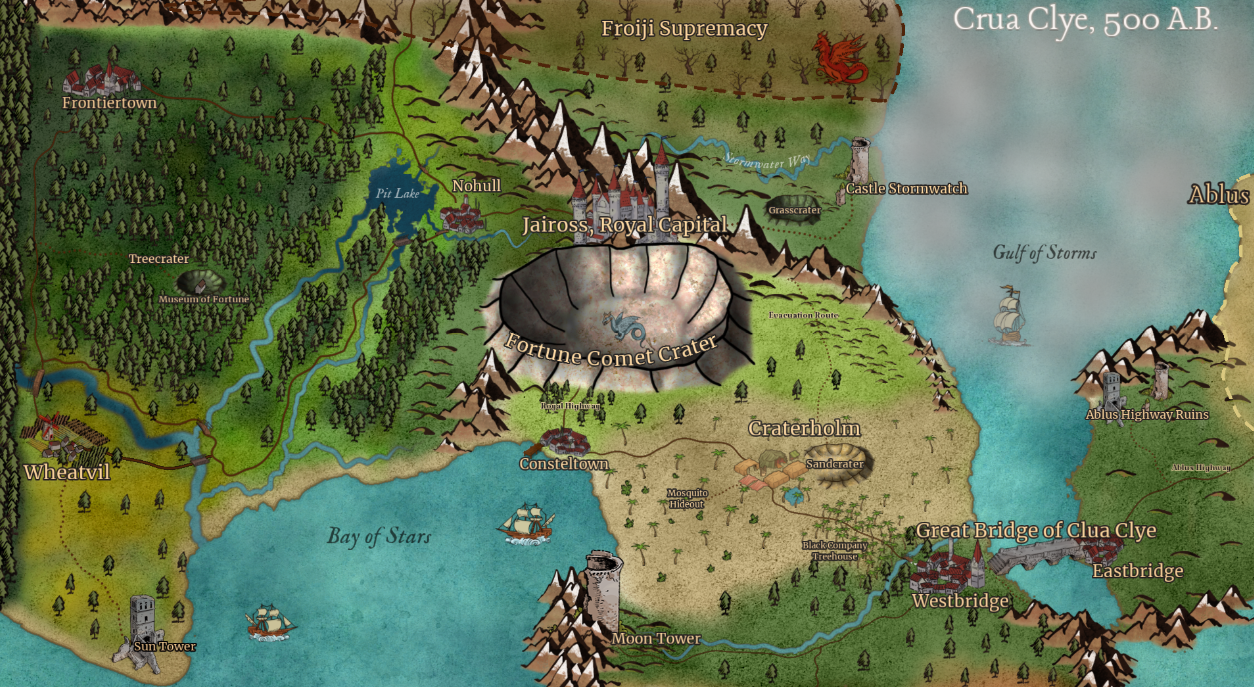 Crua Clye, 500 A.B.
Froiji Supremacy
Frontiertown
Stormwater Way
Nohull
Pit Lake
Castle Stormwatch
Ablus
Grasscrater
Jaiross, Royal Capital
Gulf of Storms
Treecrater
Museum of Fortune
Evacuation Route
Fortune Comet Crater
Royal Highway
Ablus Highway Ruins
Craterholm
Wheatvil
Consteltown
Sandcrater
Ablus Highway
Mosquito
Hideout
Bay of Stars
Great Bridge of Clua Clye
Black Company
Treehouse
Eastbridge
Westbridge
Moon Tower
Sun Tower